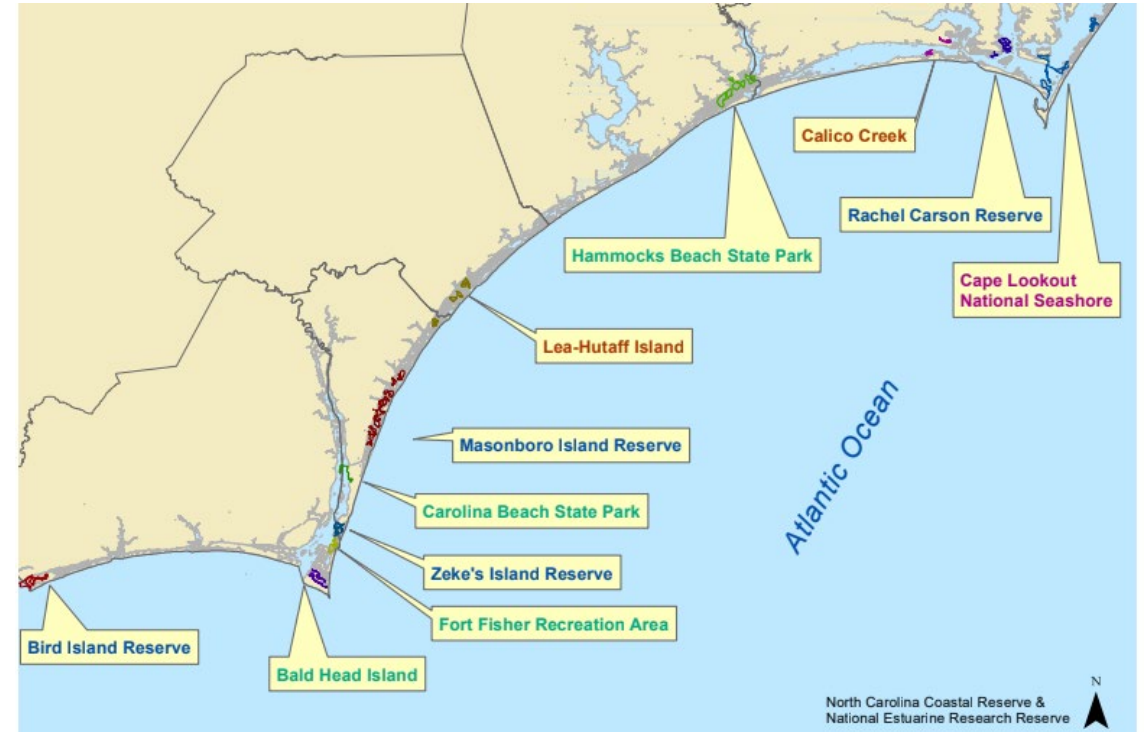 Calico Creek
Rachel Carson Reserve
Hammocks Beach State Park
Cape Lookout
National Seashore
Lea-Hutaff Island
Masonboro Island Reserve
Atlantic Ocean
Carolina Beach State Park
Zeke's Island Reserve
Fort Fisher Recreation Area
Bird Island Reserve
Bald Head Island
N
North Carolina Coastal Reserve &
National Estuarine Research Reserve